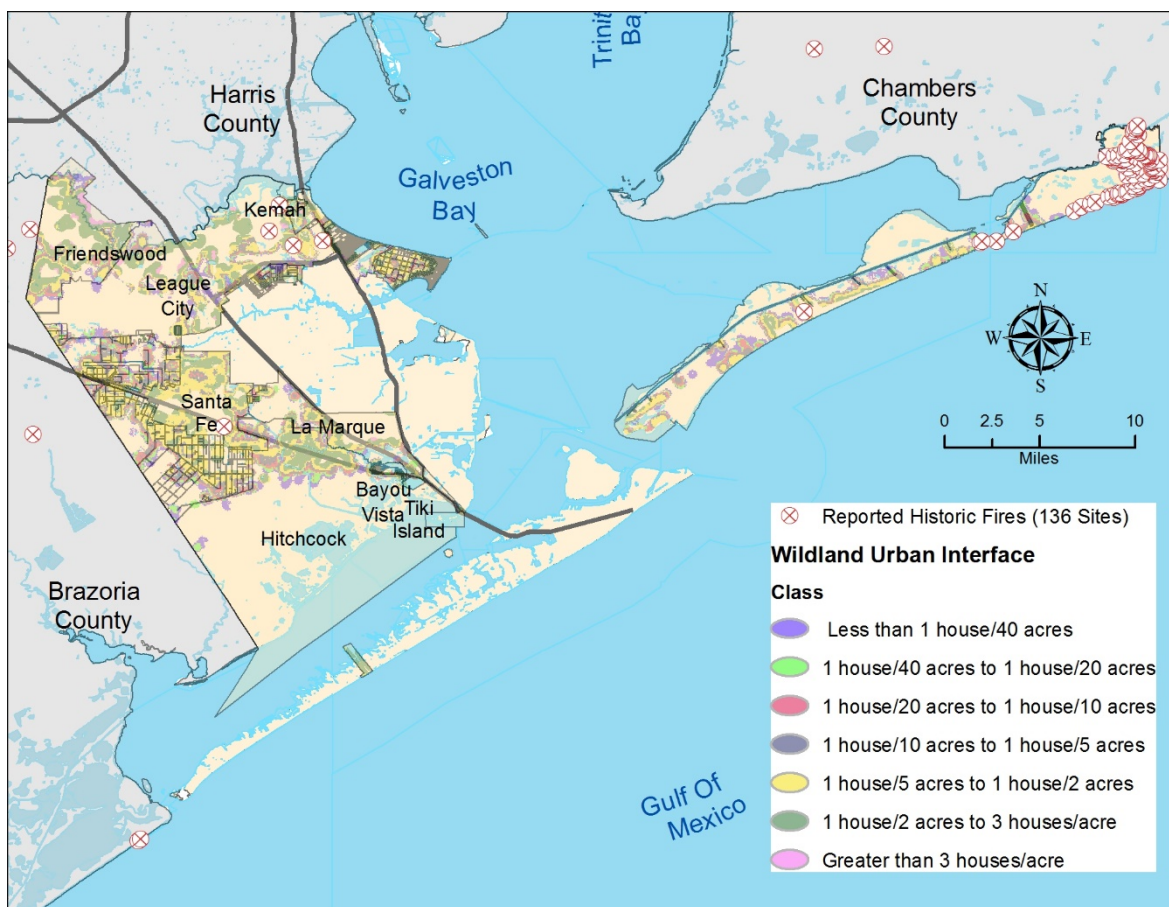 Trinit
Bay
Harris
County
Chambers
County
Galveston
Bay
Kemah
Friendswood
League
City
N
W
E
S
Santa
Fe
La Marque
0
2.5
5
10
Miles
Bayou
Vista
Tiki
Island
Hitchcock
Brazoria
County
Gulf Of
Mexico
Reported Historic Fires (136 Sites)
Wildland Urban Interface
Class
Less than 1 house/40 acres
1 house/40 acres to 1 house/20 acres
1 house/20 acres to 1 house/10 acres
1 house/10 acres to 1 house/5 acres
1 house/5 acres to 1 house/2 acres
1 house/2 acres to 3 houses/acre
Greater than 3 houses/acre